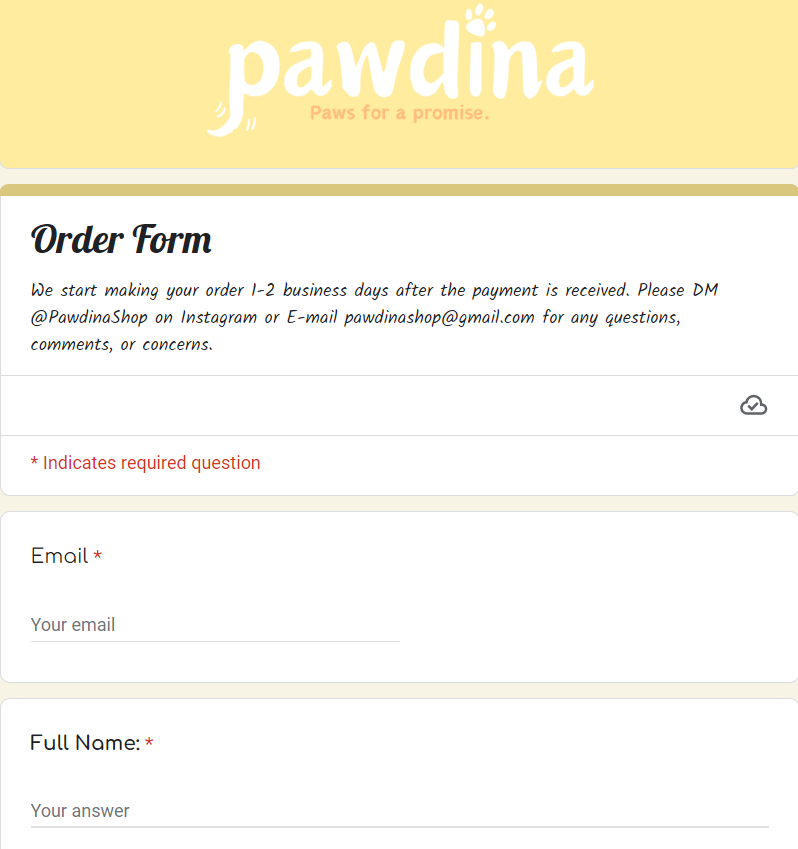 pawdina
Paws for a promise.
Order Form
We start making your order 1-2 business days after the payment is received. Please DM
@PawdinaShop on Instagram or E-mail pawdinashop@gmail.com for any questions,
comments, or concerns.
* Indicates required question
Email *
Your email
Full Name: *
Your answer